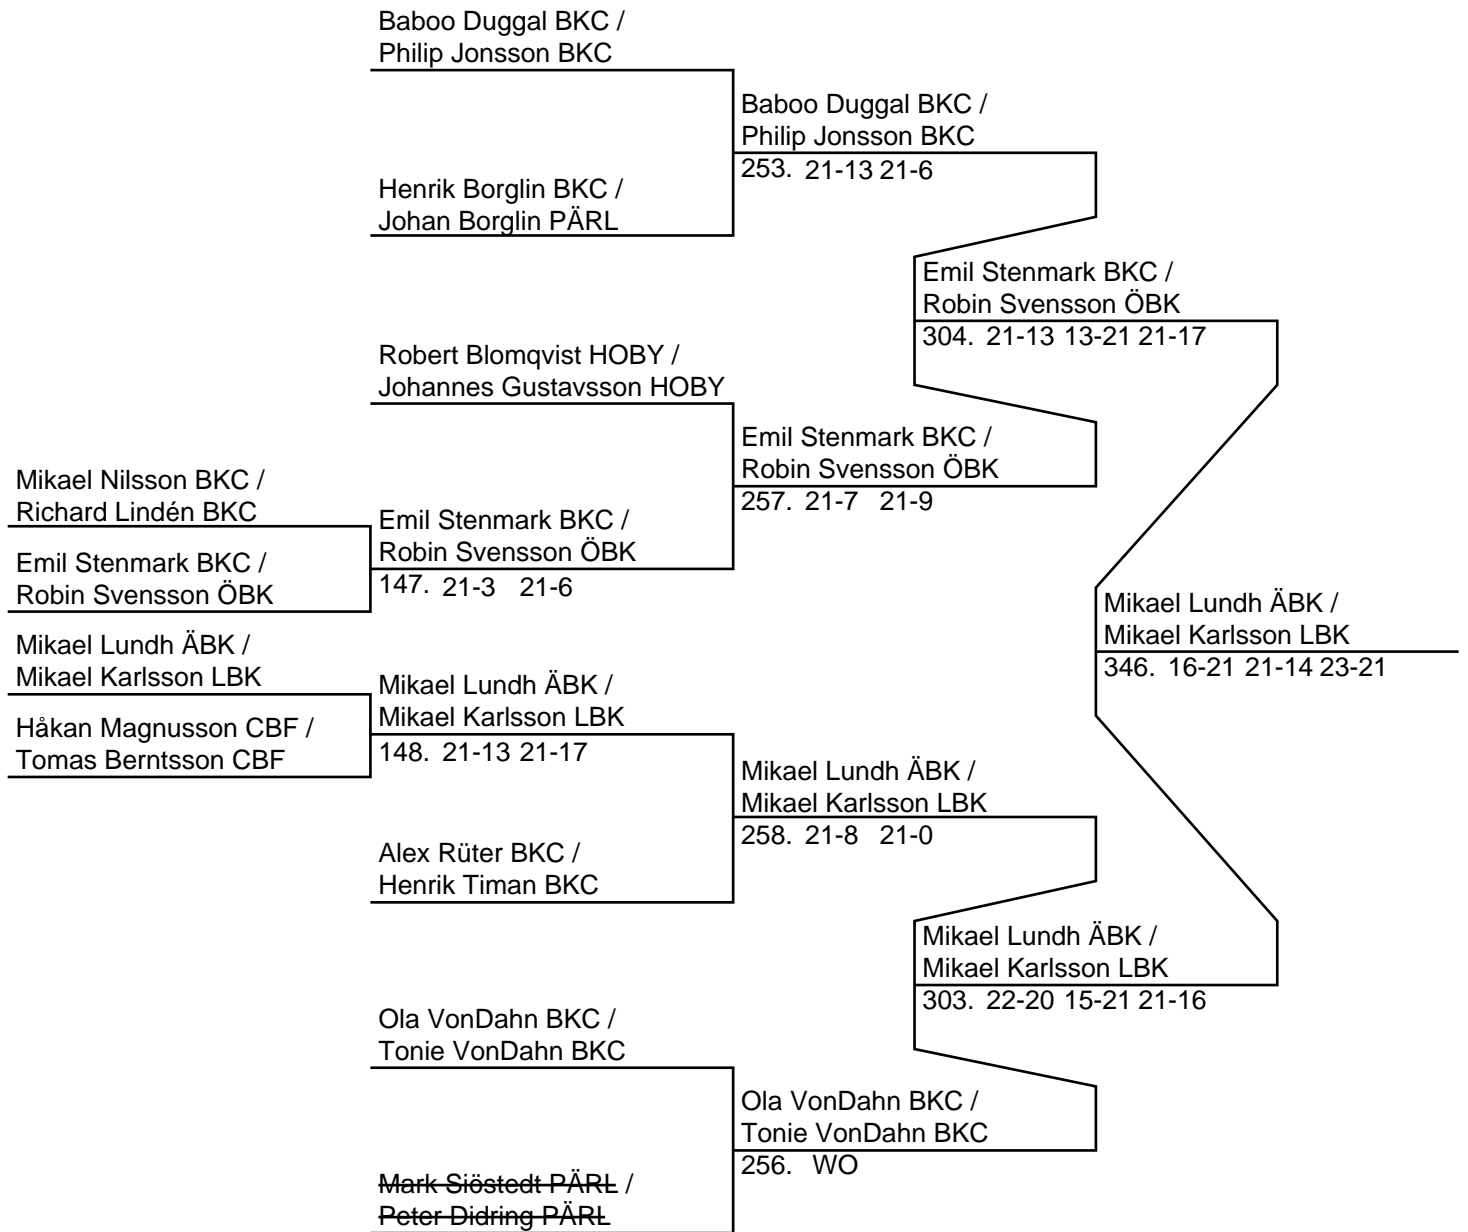 Baboo Duggal BKC /
Philip Jonsson BKC
Baboo Duggal BKC /
Philip Jonsson BKC
253. 21-13 21-6
Henrik Borglin BKC /
Johan Borglin PÄRL
Emil Stenmark BKC /
Robin Svensson ÖBK
304. 21-13 13-21 21-17
Robert Blomqvist HOBY /
Johannes Gustavsson HOBY
Emil Stenmark BKC /
Robin Svensson ÖBK
257. 21-7 21-9
Mikael Nilsson BKC /
Richard Lindén BKC
Emil Stenmark BKC /
Robin Svensson ÖBK
147. 21-3 21-6
Emil Stenmark BKC /
Robin Svensson ÖBK
Mikael Lundh ÄBK /
Mikael Karlsson LBK
346. 16-21 21-14 23-21
Mikael Lundh ÄBK /
Mikael Karlsson LBK
Mikael Lundh ÄBK /
Mikael Karlsson LBK
148. 21-13 21-17
Håkan Magnusson CBF /
Tomas Berntsson CBF
Mikael Lundh ÄBK /
Mikael Karlsson LBK
258. 21-8 21-0
Alex Rüter BKC /
Henrik Timan BKC
Mikael Lundh ÄBK /
Mikael Karlsson LBK
303. 22-20 15-21 21-16
Ola VonDahn BKC /
Tonie VonDahn BKC
Ola VonDahn BKC /
Tonie VonDahn BKC
256. WO
Mark Siöstedt PÄRL /
Peter Didring PÄRL